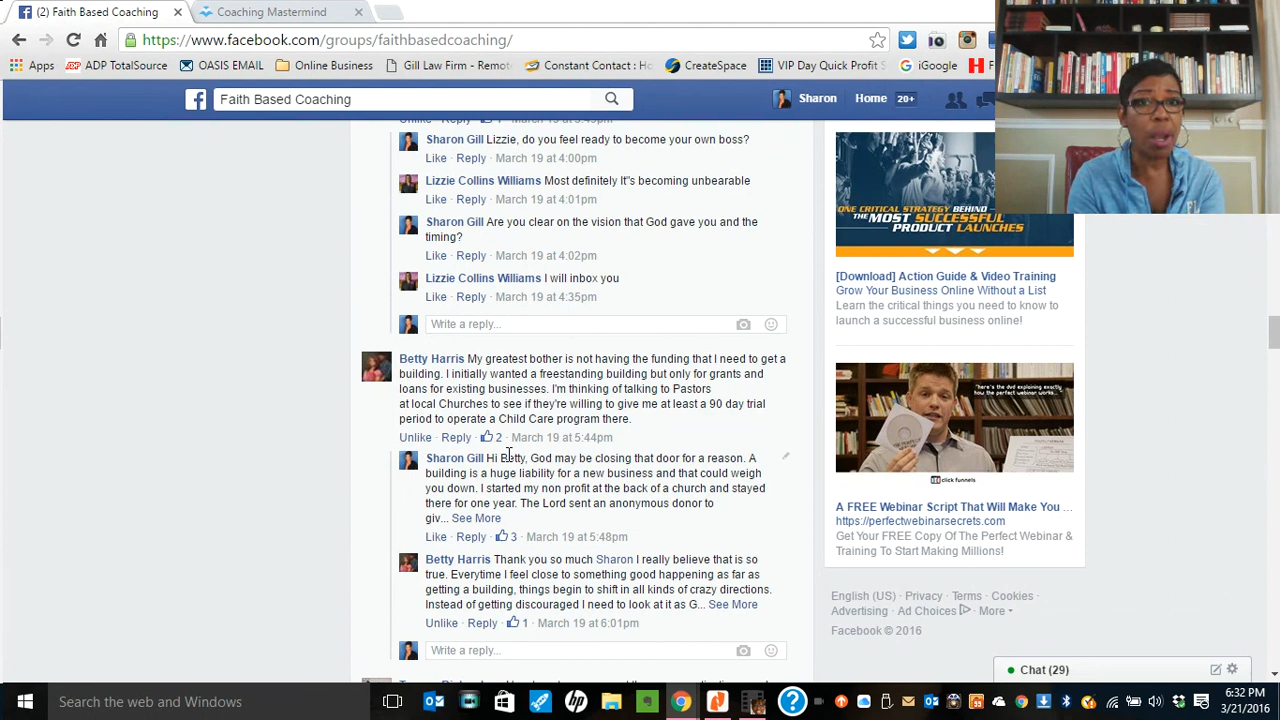 (2) Faith Based Coaching
Coaching Mastermind
https://www.facebook.com/groups/faithbasedcoaching/
Apps
ADP TotalSource
OASIS EMAIL
Online Business
Gill Law Firm - Remote
Constant Contact : Ho
CreateSpace
VIP Day Quick Profit S
iGoogle
Faith Based Coaching
Sharon
Home
20+
Sharon Gill Lizzie, do you feel ready to become your own boss?
Like · Reply · March 19 at 4:00pm
Lizzie Collins Williams Most definitely It"s becoming unbearable
Like · Reply · March 19 at 4:01pm
Sharon Gill Are you clear on the vision that God gave you and the
timing?
Like · Reply · March 19 at 4:02pm
Lizzie Collins Williams I will inbox you
Like · Reply · March 19 at 4:35pm
Write a reply...
Betty Harris My greatest bother is not having the funding that I need to get a
building. I initially wanted a freestanding building but only for grants and
loans for existing businesses. I'm thinking of talking to Pastors
at local Churches to see if they're willing to give me at least a 90 day trial
period to operate a Child Care program there.
Unlike · Reply · 2 · March 19 at 5:44pm
Sharon Gill Hi Betty, God may be closing that door for a reason. A
building is a huge liability for a new business and that could weigh
you down. I started my non profit at the back of a church and stayed
there for one year. The Lord sent an anonymous donor to
giv... See More
Like · Reply · 3 · March 19 at 5:48pm
Betty Harris Thank you so much Sharon I really believe that is so
true. Everytime I feel close to something good happening as far as
getting a building, things begin to shift in all kinds of crazy directions.
Instead of getting discouraged I need to look at it as G... See More
Unlike · Reply · 1 · March 19 at 6:01pm
Write a reply...
ONE CRITICAL STRATEGY BEHIND
THE MOST SUCCESSFUL
PRODUCT LAUNCHES
[Download] Action Guide & Video Training
Grow Your Business Online Without a List
Learn the critical things you need to know to
launch a successful business online!
"here's the dvd explaining exactly
how the perfect webinar works..."
click funnels
A FREE Webinar Script That Will Make You ...
https://perfectwebinarsecrets.com
Get Your FREE Copy Of The Perfect Webinar &
Training To Start Making Millions!
English (US) · Privacy · Terms · Cookies ·
Advertising · Ad Choices · More
Facebook © 2016
Chat (29)
Search the web and Windows
6:32 PM
3/21/2016